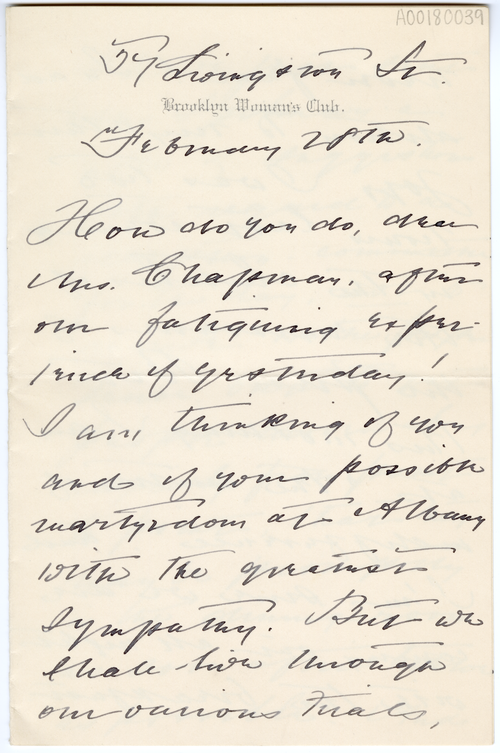 A00180039
57 Livingston St.
Brooklyn Woman's Club.
February 28th.
How do you do, dear
Mrs. Chapman, after
our fatiguing exper-
ience of yesterday!
I am thinking of you
and of your possible
martyrdom at Albany
with the greatest
sympathy. But we
shall live through
our various trials,